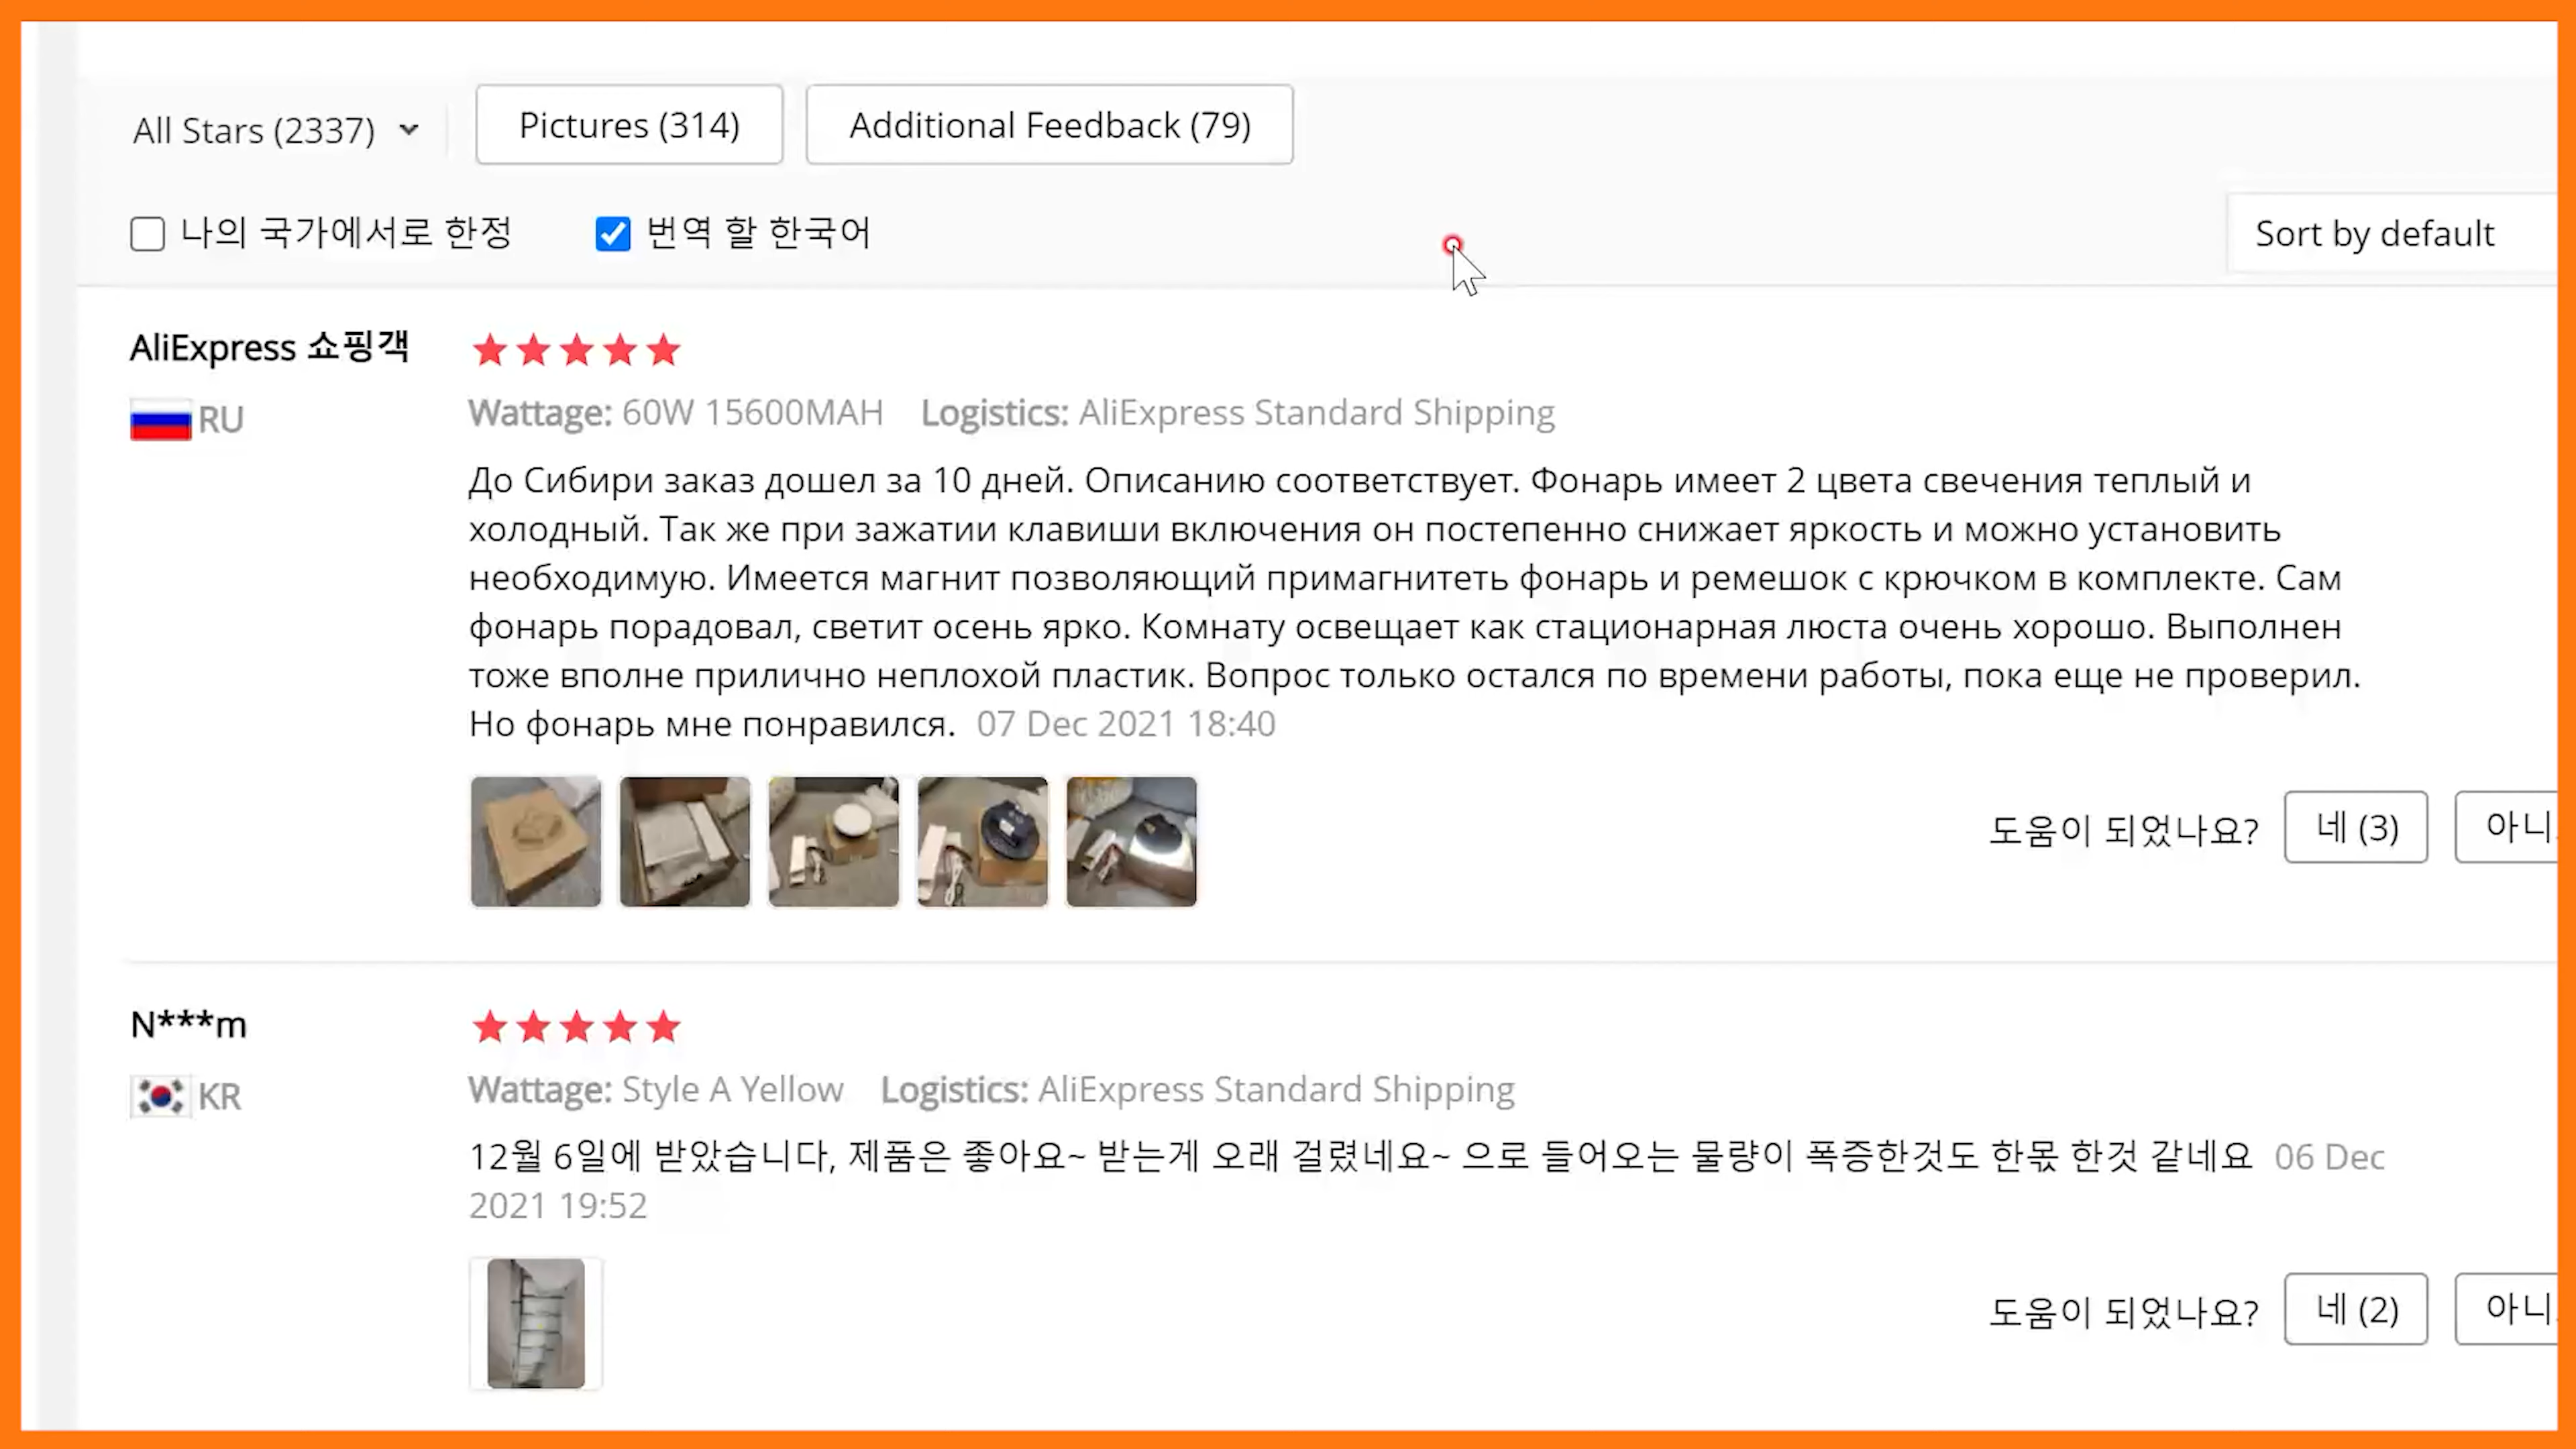 All Stars (2337)
Pictures (314)
Additional Feedback (79)
나의 국가에서로 한정
번역 할 한국어
Sort by default
AliExpress 쇼핑객
RU
Wattage: 60W 15600MAH Logistics: AliExpress Standard Shipping
До Сибири заказ дошел за 10 дней. Описанию соответствует. Фонарь имеет 2 цвета свечения теплый и
холодный. Так же при зажатии клавиши включения он постепенно снижает яркость и можно установить
необходимую. Имеется магнит позволяющий примагнитеть фонарь и ремешок с крючком в комплекте. Сам
фонарь порадовал, светит осень ярко. Комнату освещает как стационарная люста очень хорошо. Выполнен
тоже вполне прилично неплохой пластик. Вопрос только остался по времени работы, пока еще не проверил.
Но фонарь мне понравился. 07 Dec 2021 18:40
도움이 되었나요?
네 (3)
아니
N***m
KR
Wattage: Style A Yellow Logistics: AliExpress Standard Shipping
12월 6일에 받았습니다, 제품은 좋아요~ 받는게 오래 걸렸네요~ 으로 들어오는 물량이 폭증한것도 한몫 한것 같네요 06 Dec
2021 19:52
도움이 되었나요?
네 (2)
아니